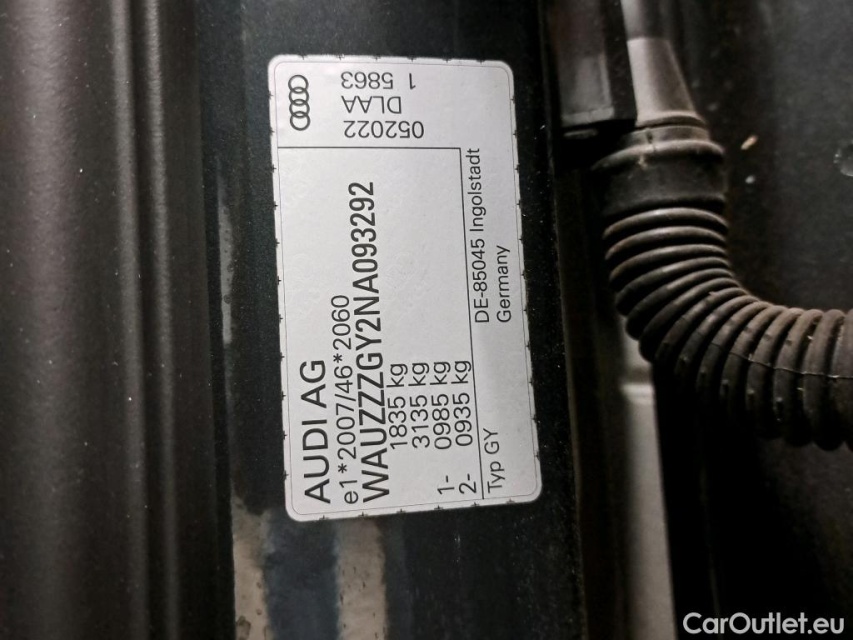 AUDI AG
e1*2007/46*2060
WAUZZZGY2NA093292
1835 kg
3135 kg
1- 0985 kg
2- 0935 kg
Typ GY
DE-85045 Ingolstadt
Germany
052022
DLAA
1 5863
CarOutlet.eu